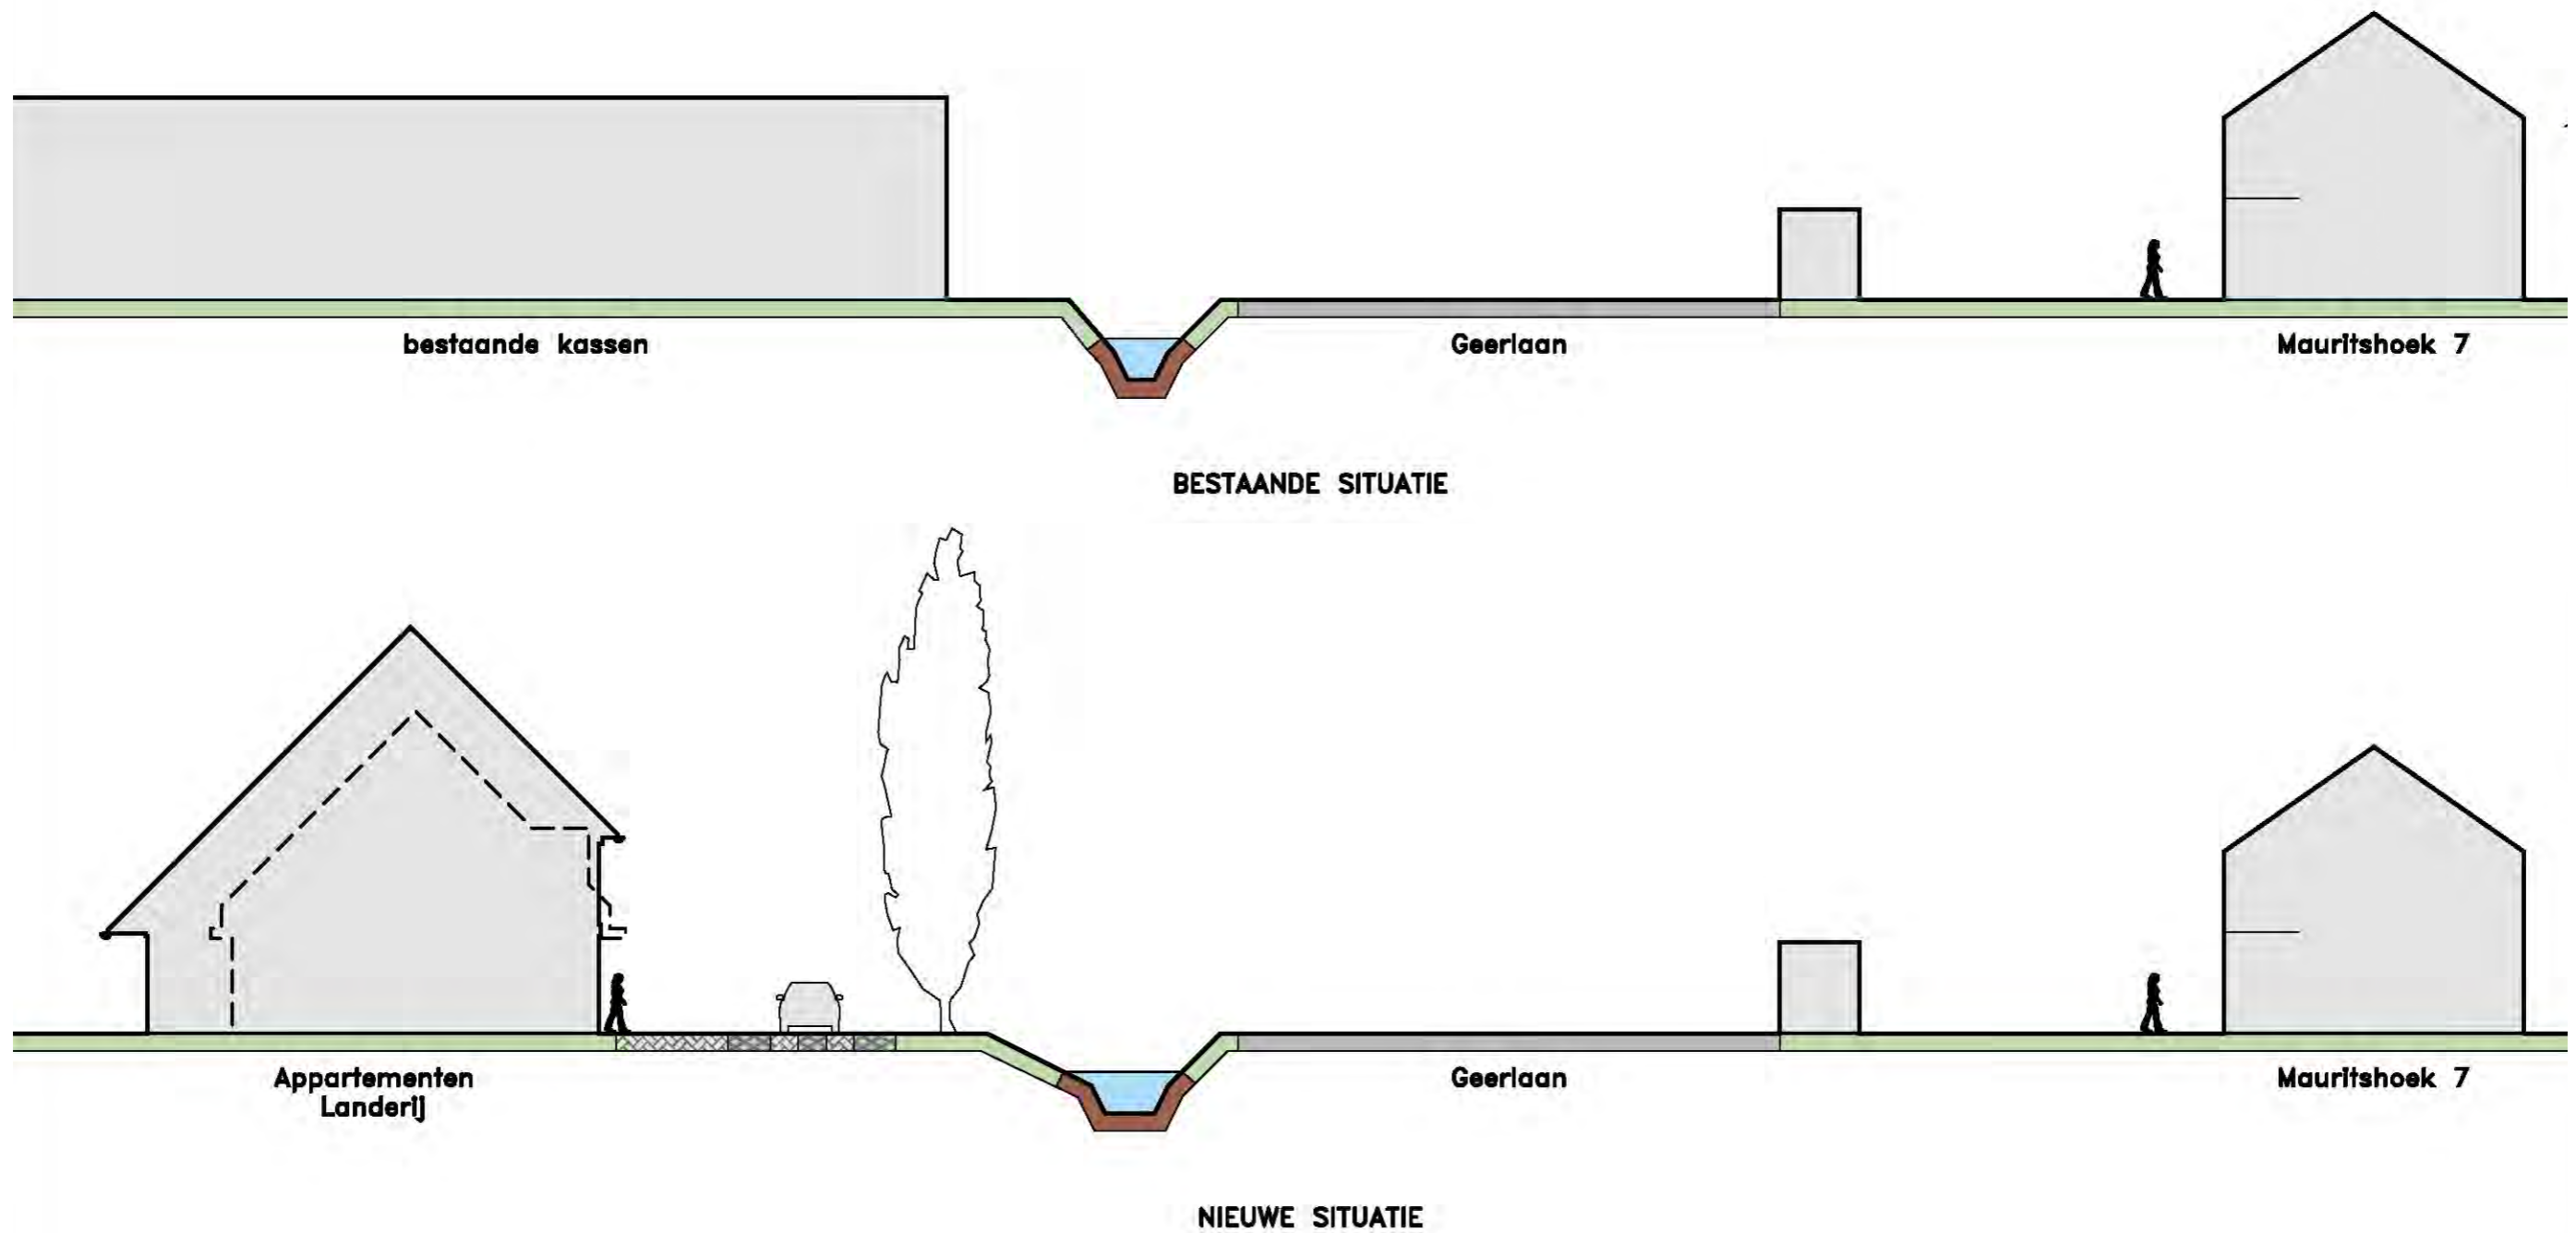 bestaande kassen
Geerlaan
Mauritshoek 7
BESTAANDE SITUATIE
Appartementen
Landerij
Geerlaan
Mauritshoek 7
NIEUWE SITUATIE